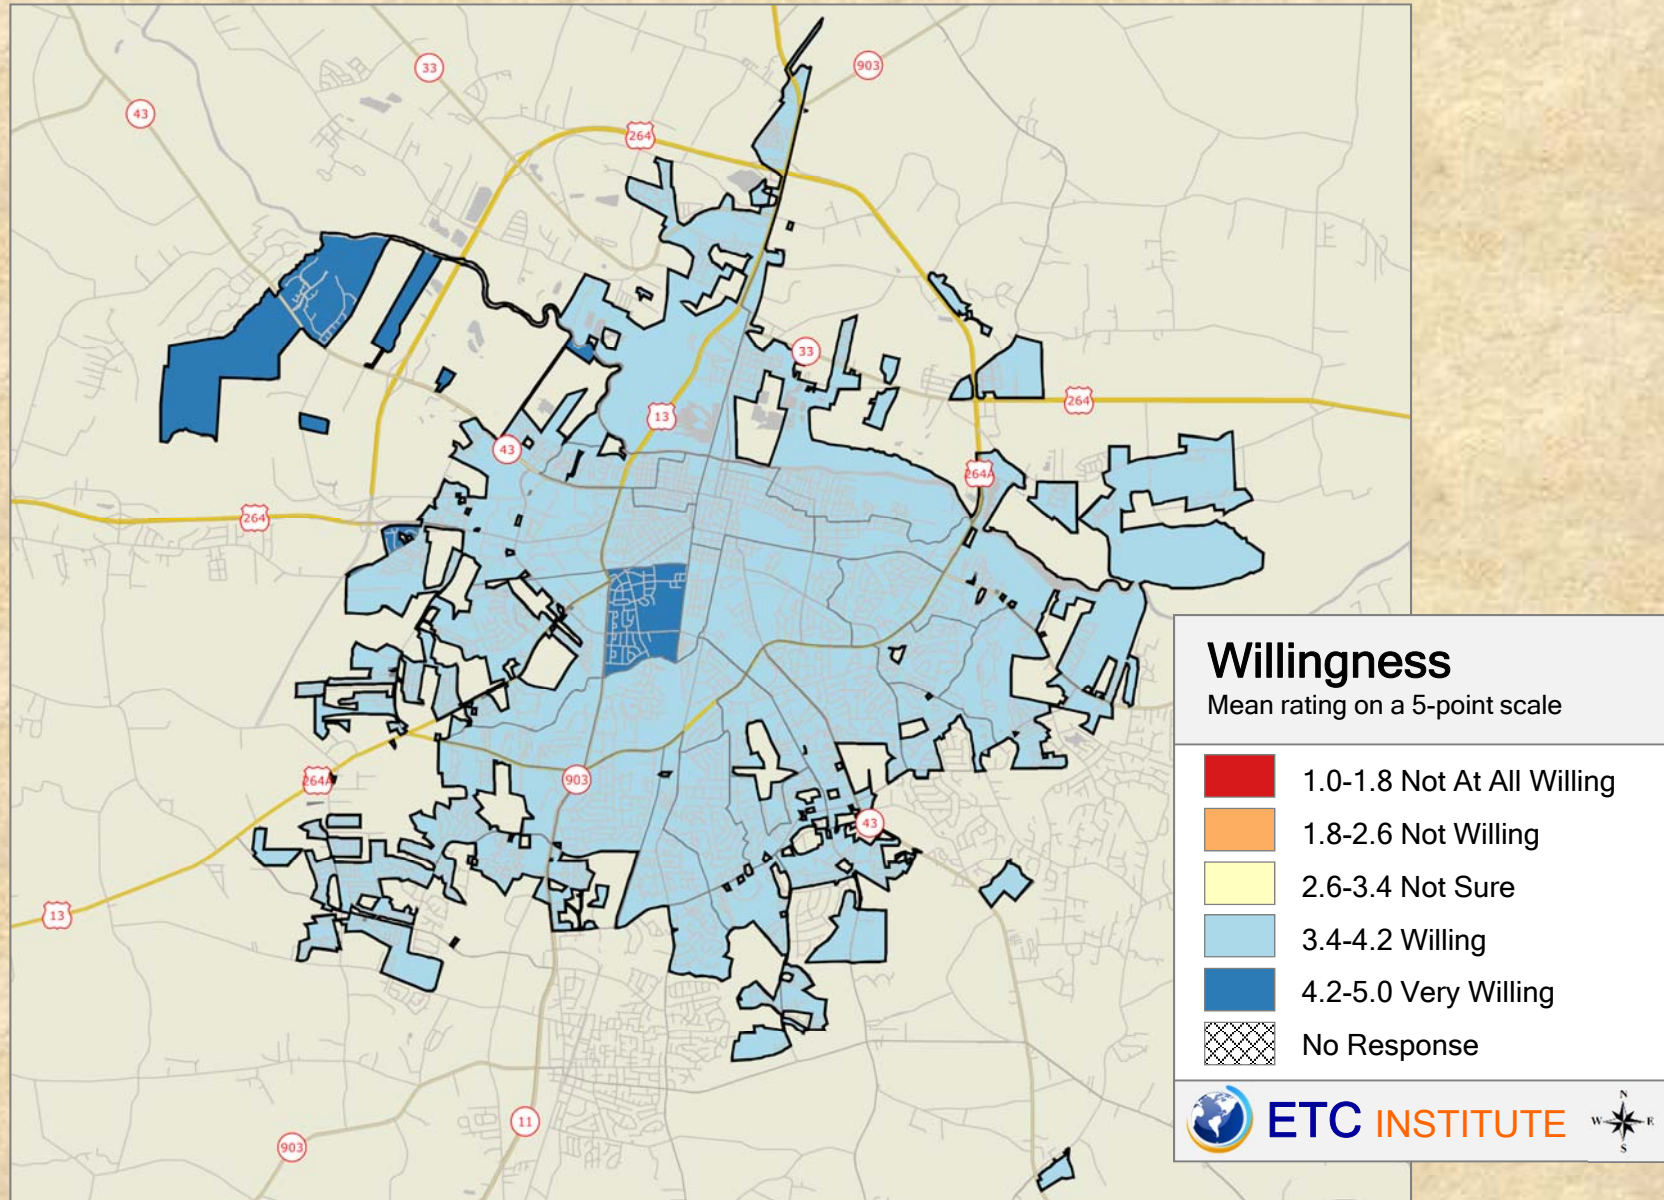 33
903
43
264
33
264
13
43
264A
264
903
264A
43
13
11
903
Willingness
Mean rating on a 5-point scale
1.0-1.8 Not At All Willing
1.8-2.6 Not Willing
2.6-3.4 Not Sure
3.4-4.2 Willing
4.2-5.0 Very Willing
No Response
ETC INSTITUTE
N
W E
S